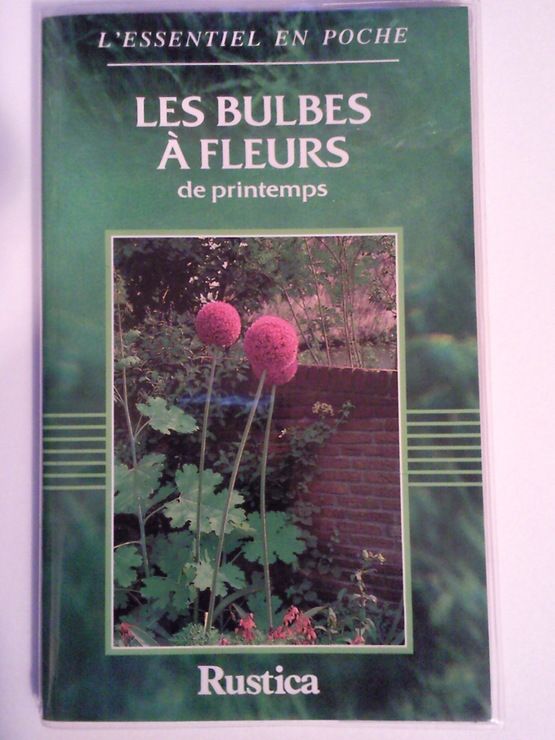 L'ESSENTIEL EN POCHE
LES BULBES
À FLEURS
de printemps
Rustica